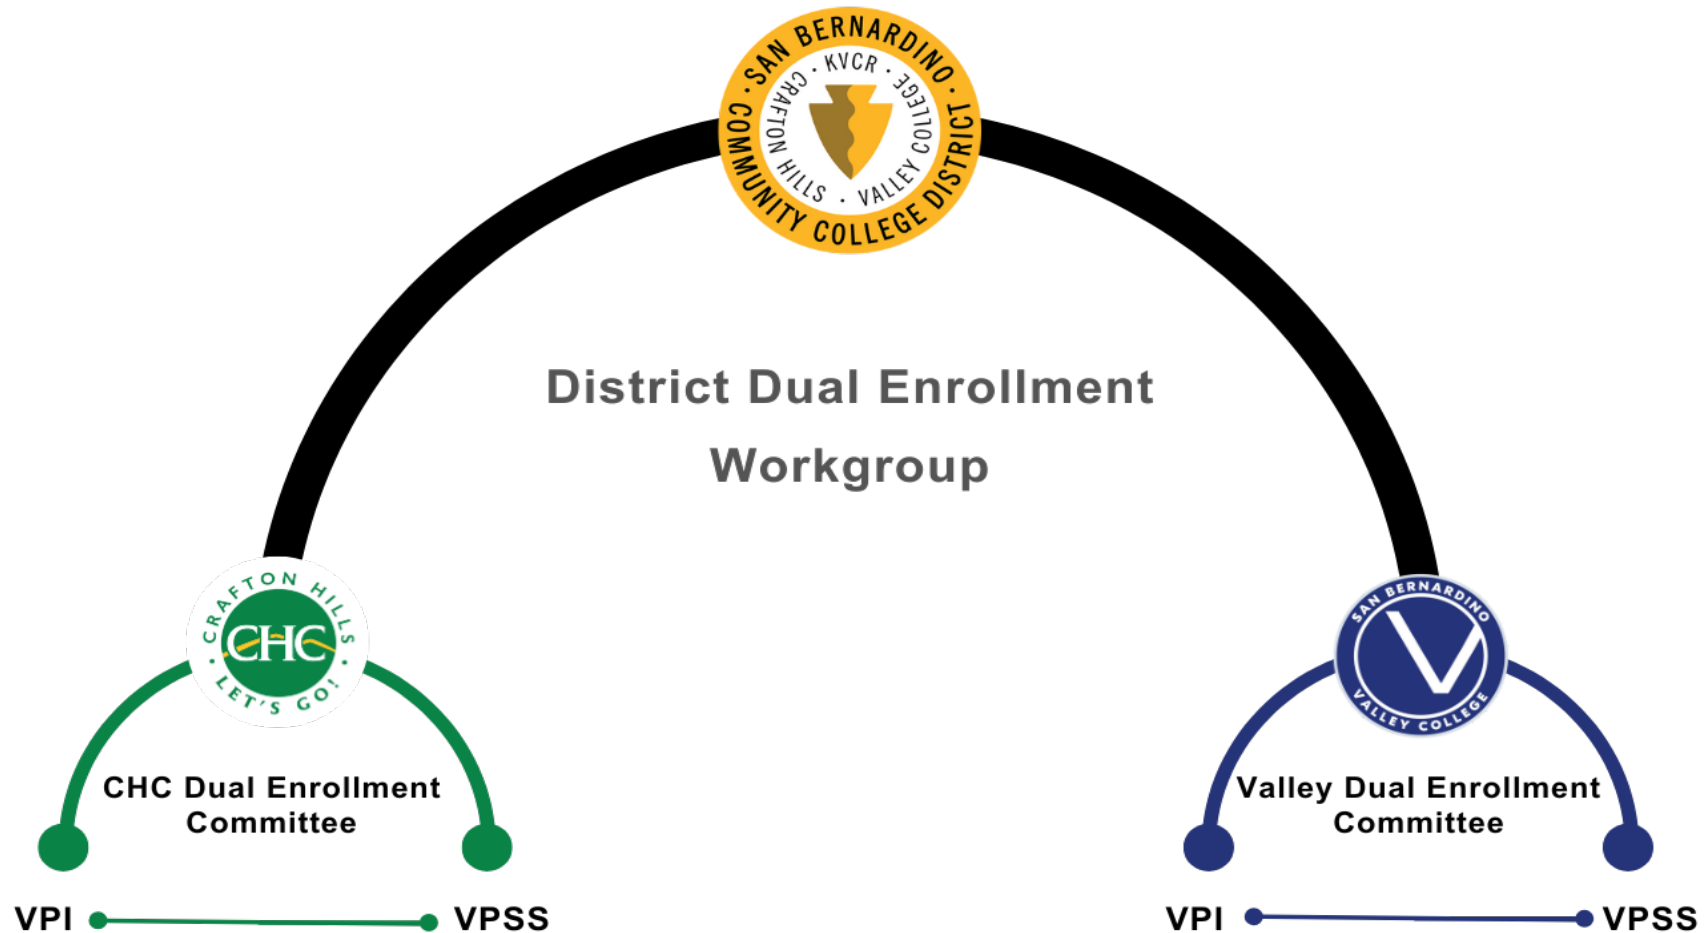 · SAN BERNARDINO ·
COMMUNITY COLLEGE DISTRICT
CRAFTON HILLS · KVCR · VALLEY COLLEGE ·
District Dual Enrollment
Workgroup
CRAFTON HILLS
CHC
· LET'S GO! ·
SAN BERNARDINO
V
VALLEY COLLEGE
CHC Dual Enrollment
Committee
Valley Dual Enrollment
Committee
VPI
VPSS
VPI
VPSS